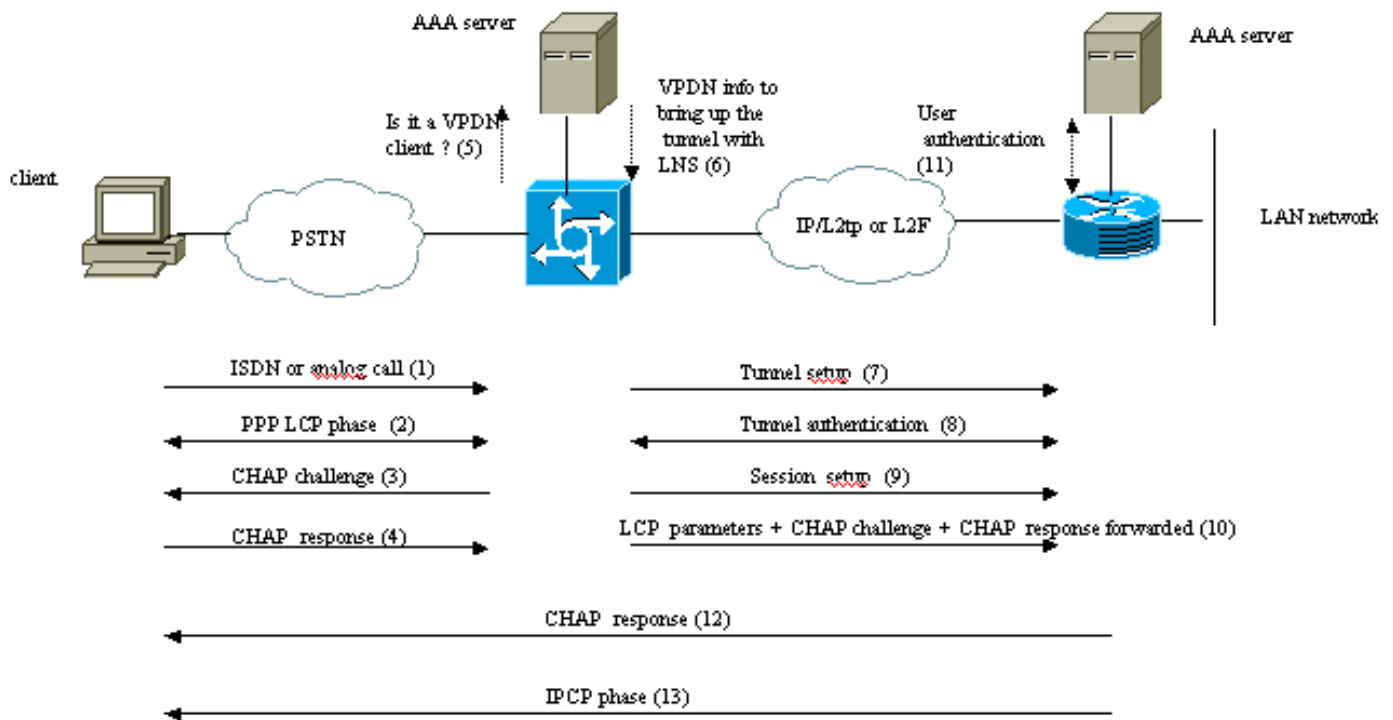 AAA server
AAA server
Is it a VPDN
client ? (5)
VPDN info to
bring up the
tunnel with
LNS (6)
User
authentication
(11)
client
PSTN
IP/L2tp or L2F
LAN network
ISDN or analog call (1)
Tunnel setup (7)
PPP LCP phase (2)
Tunnel authentication (8)
CHAP challenge (3)
Session setup (9)
CHAP response (4)
LCP parameters + CHAP challenge + CHAP response forwarded (10)
CHAP response (12)
IPCP phase (13)